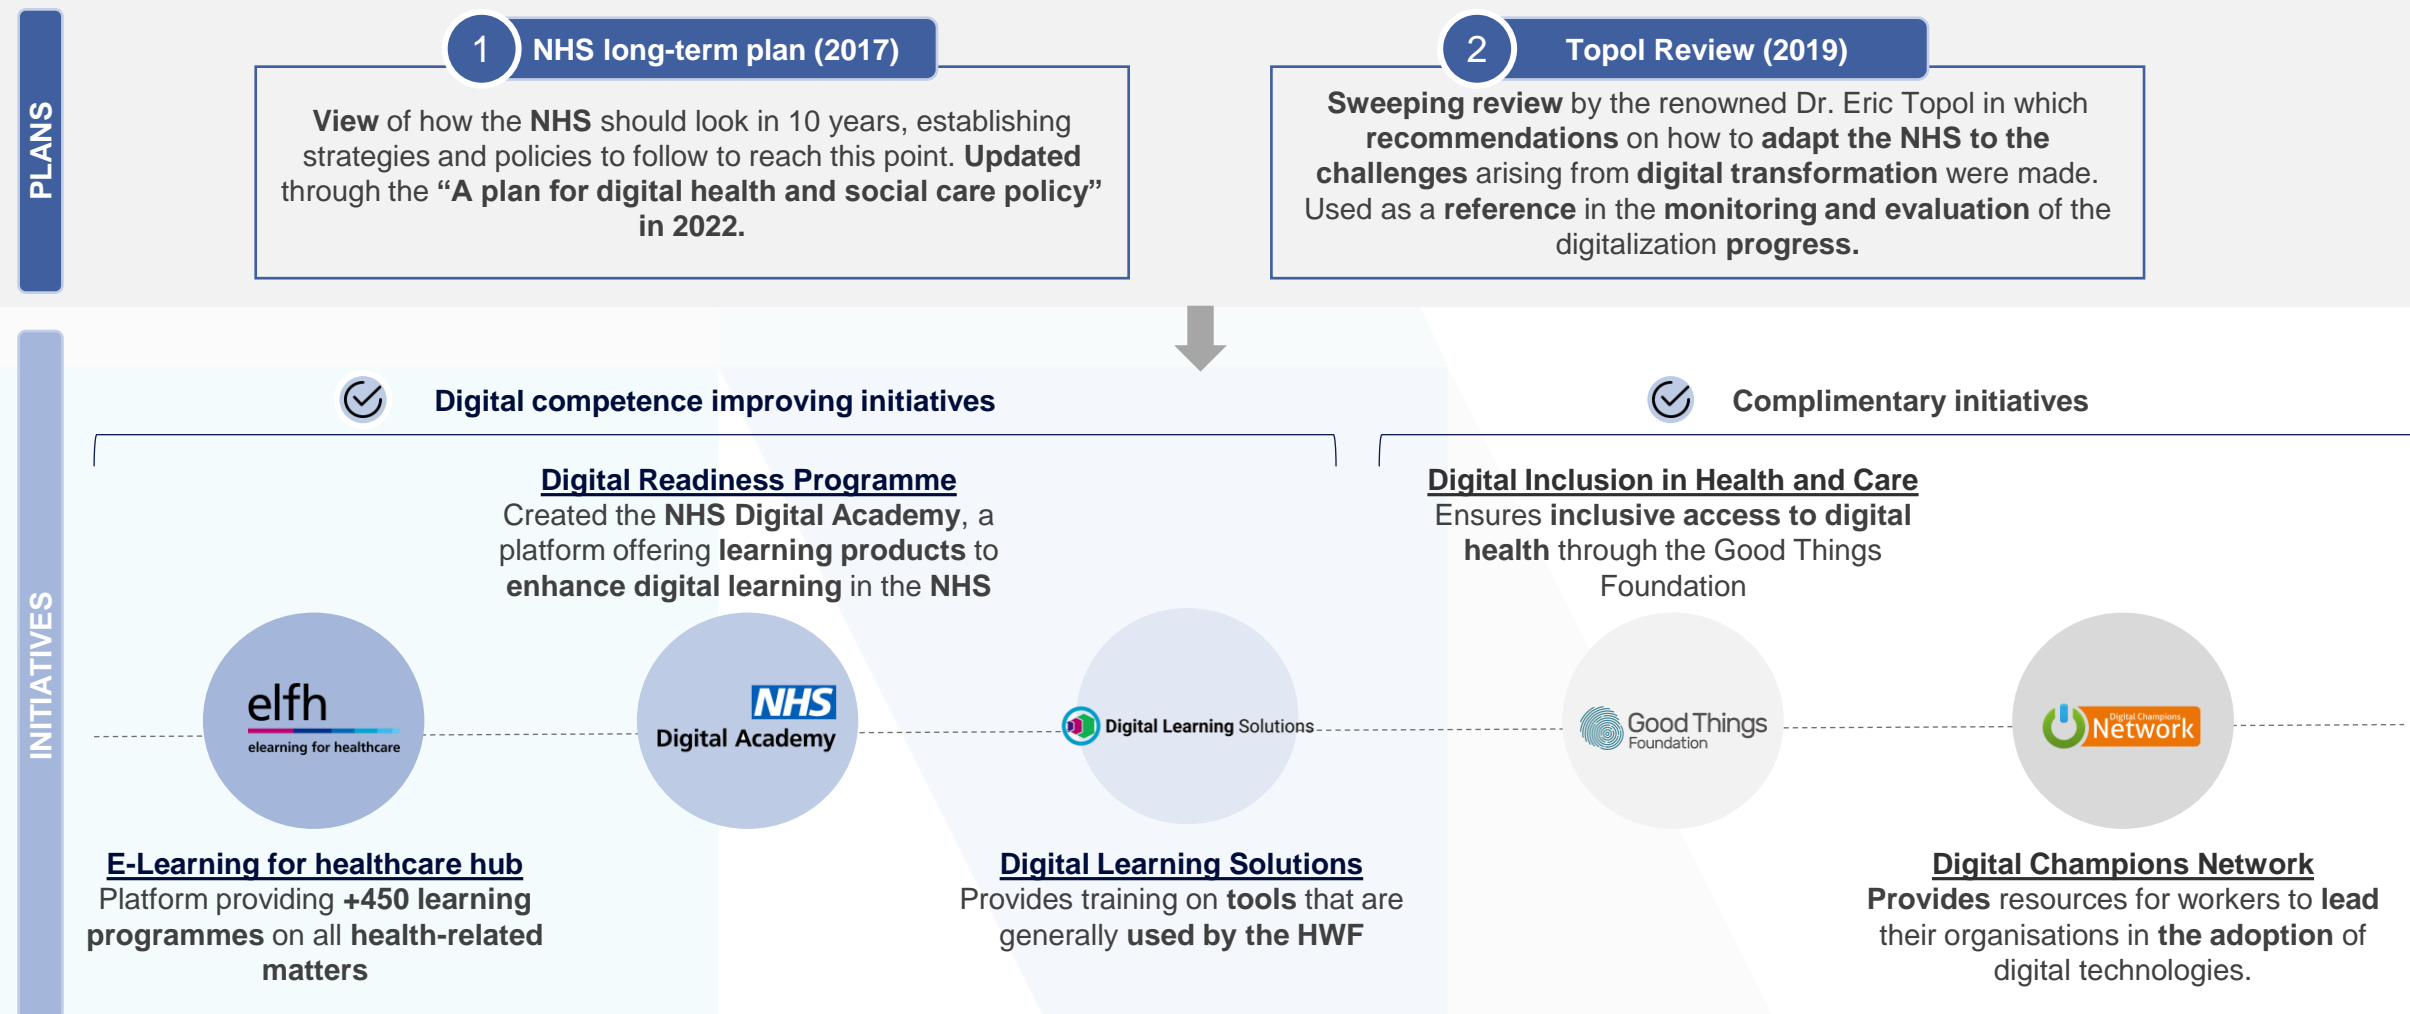 PLANS
1
NHS long-term plan (2017)
View of how the NHS should look in 10 years, establishing
strategies and policies to follow to reach this point. Updated
through the “A plan for digital health and social care policy”
in 2022.
2
Topol Review (2019)
Sweeping review by the renowned Dr. Eric Topol in which
recommendations on how to adapt the NHS to the
challenges arising from digital transformation were made.
Used as a reference in the monitoring and evaluation of the
digitalization progress.
INITIATIVES
Digital competence improving initiatives
Complimentary initiatives
Digital Readiness Programme
Created the NHS Digital Academy, a
platform offering learning products to
enhance digital learning in the NHS
Digital Inclusion in Health and Care
Ensures inclusive access to digital
health through the Good Things
Foundation
elfh
elearning for healthcare
NHS
Digital Academy
Digital Learning Solutions
Good Things
Foundation
Digital Champions
Network
E-Learning for healthcare hub
Platform providing +450 learning
programmes on all health-related
matters
Digital Learning Solutions
Provides training on tools that are
generally used by the HWF
Digital Champions Network
Provides resources for workers to lead
their organisations in the adoption of
digital technologies.